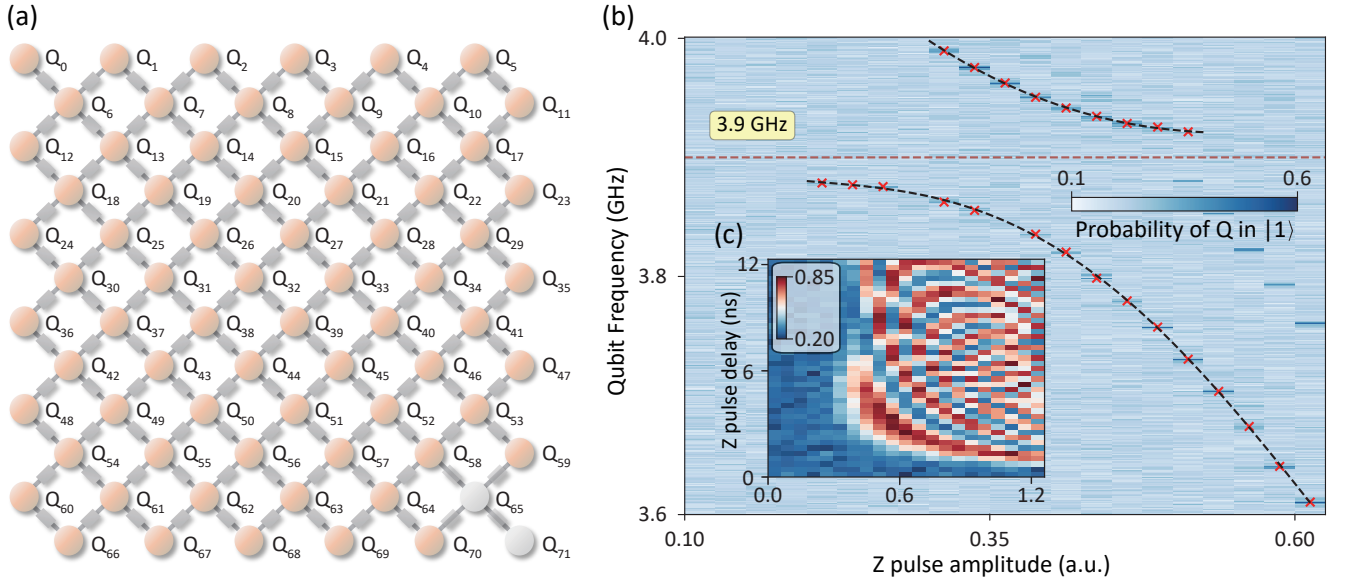 (a)
Q0 Q1 Q2 Q3 Q4 Q5
Q6 Q7 Q8 Q9 Q10 Q11
Q12 Q13 Q14 Q15 Q16 Q17
Q18 Q19 Q20 Q21 Q22 Q23
Q24 Q25 Q26 Q27 Q28 Q29
Q30 Q31 Q32 Q33 Q34 Q35
Q36 Q37 Q38 Q39 Q40 Q41
Q42 Q43 Q44 Q45 Q46 Q47
Q48 Q49 Q50 Q51 Q52 Q53
Q54 Q55 Q56 Q57 Q58 Q59
Q60 Q61 Q62 Q63 Q64 Q65
Q66 Q67 Q68 Q69 Q70 Q71
(b)
4.0
3.8
3.6
Qubit Frequency (GHz)
3.9 GHz
0.1 0.6
Probability of Q in |1⟩
(c)
12
6
0
Z pulse delay (ns)
0.85
0.20
0.0 0.6 1.2
0.10 0.35 0.60
Z pulse amplitude (a.u.)